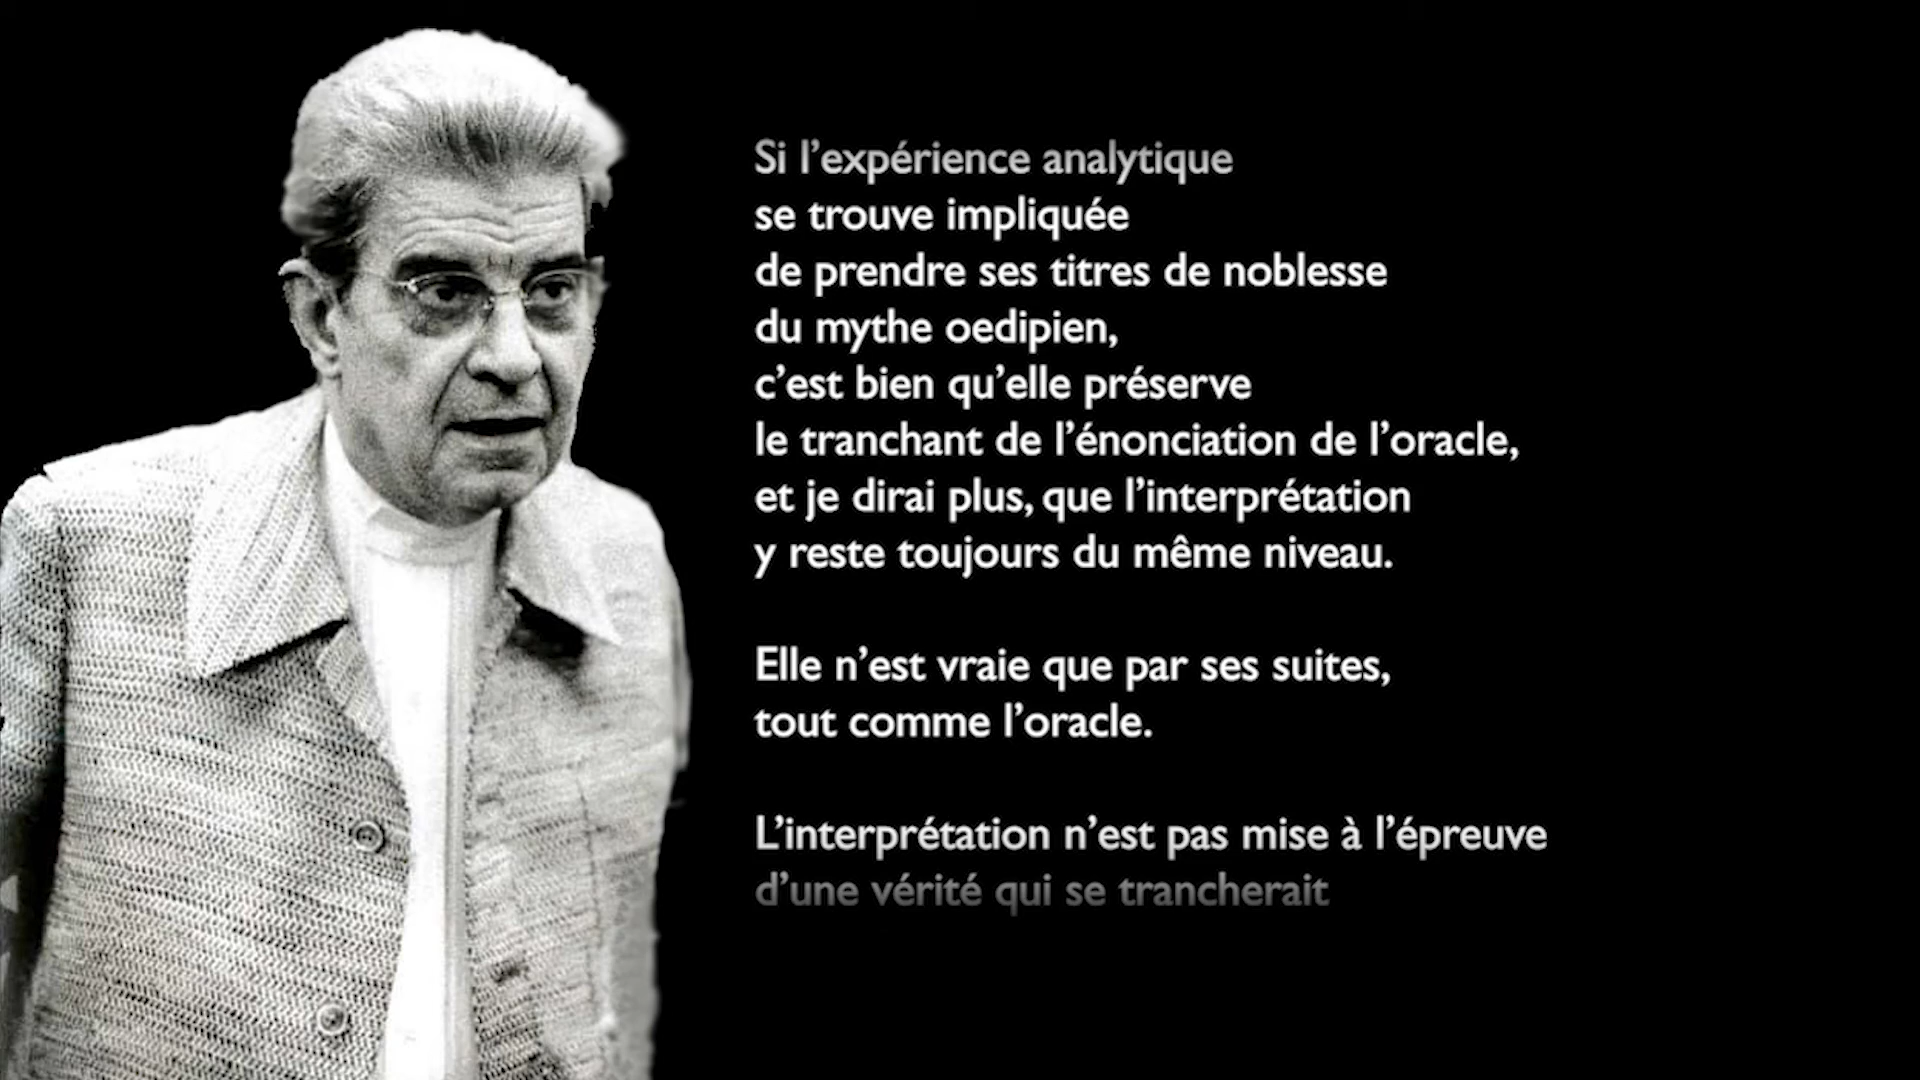 Si l’expérience analytique
se trouve impliquée
de prendre ses titres de noblesse
du mythe oedipien,
c’est bien qu’elle préserve
le tranchant de l’énonciation de l’oracle,
et je dirai plus, que l’interprétation
y reste toujours du même niveau.
Elle n’est vraie que par ses suites,
tout comme l’oracle.
L’interprétation n’est pas mise à l’épreuve
d’une vérité qui se trancherait